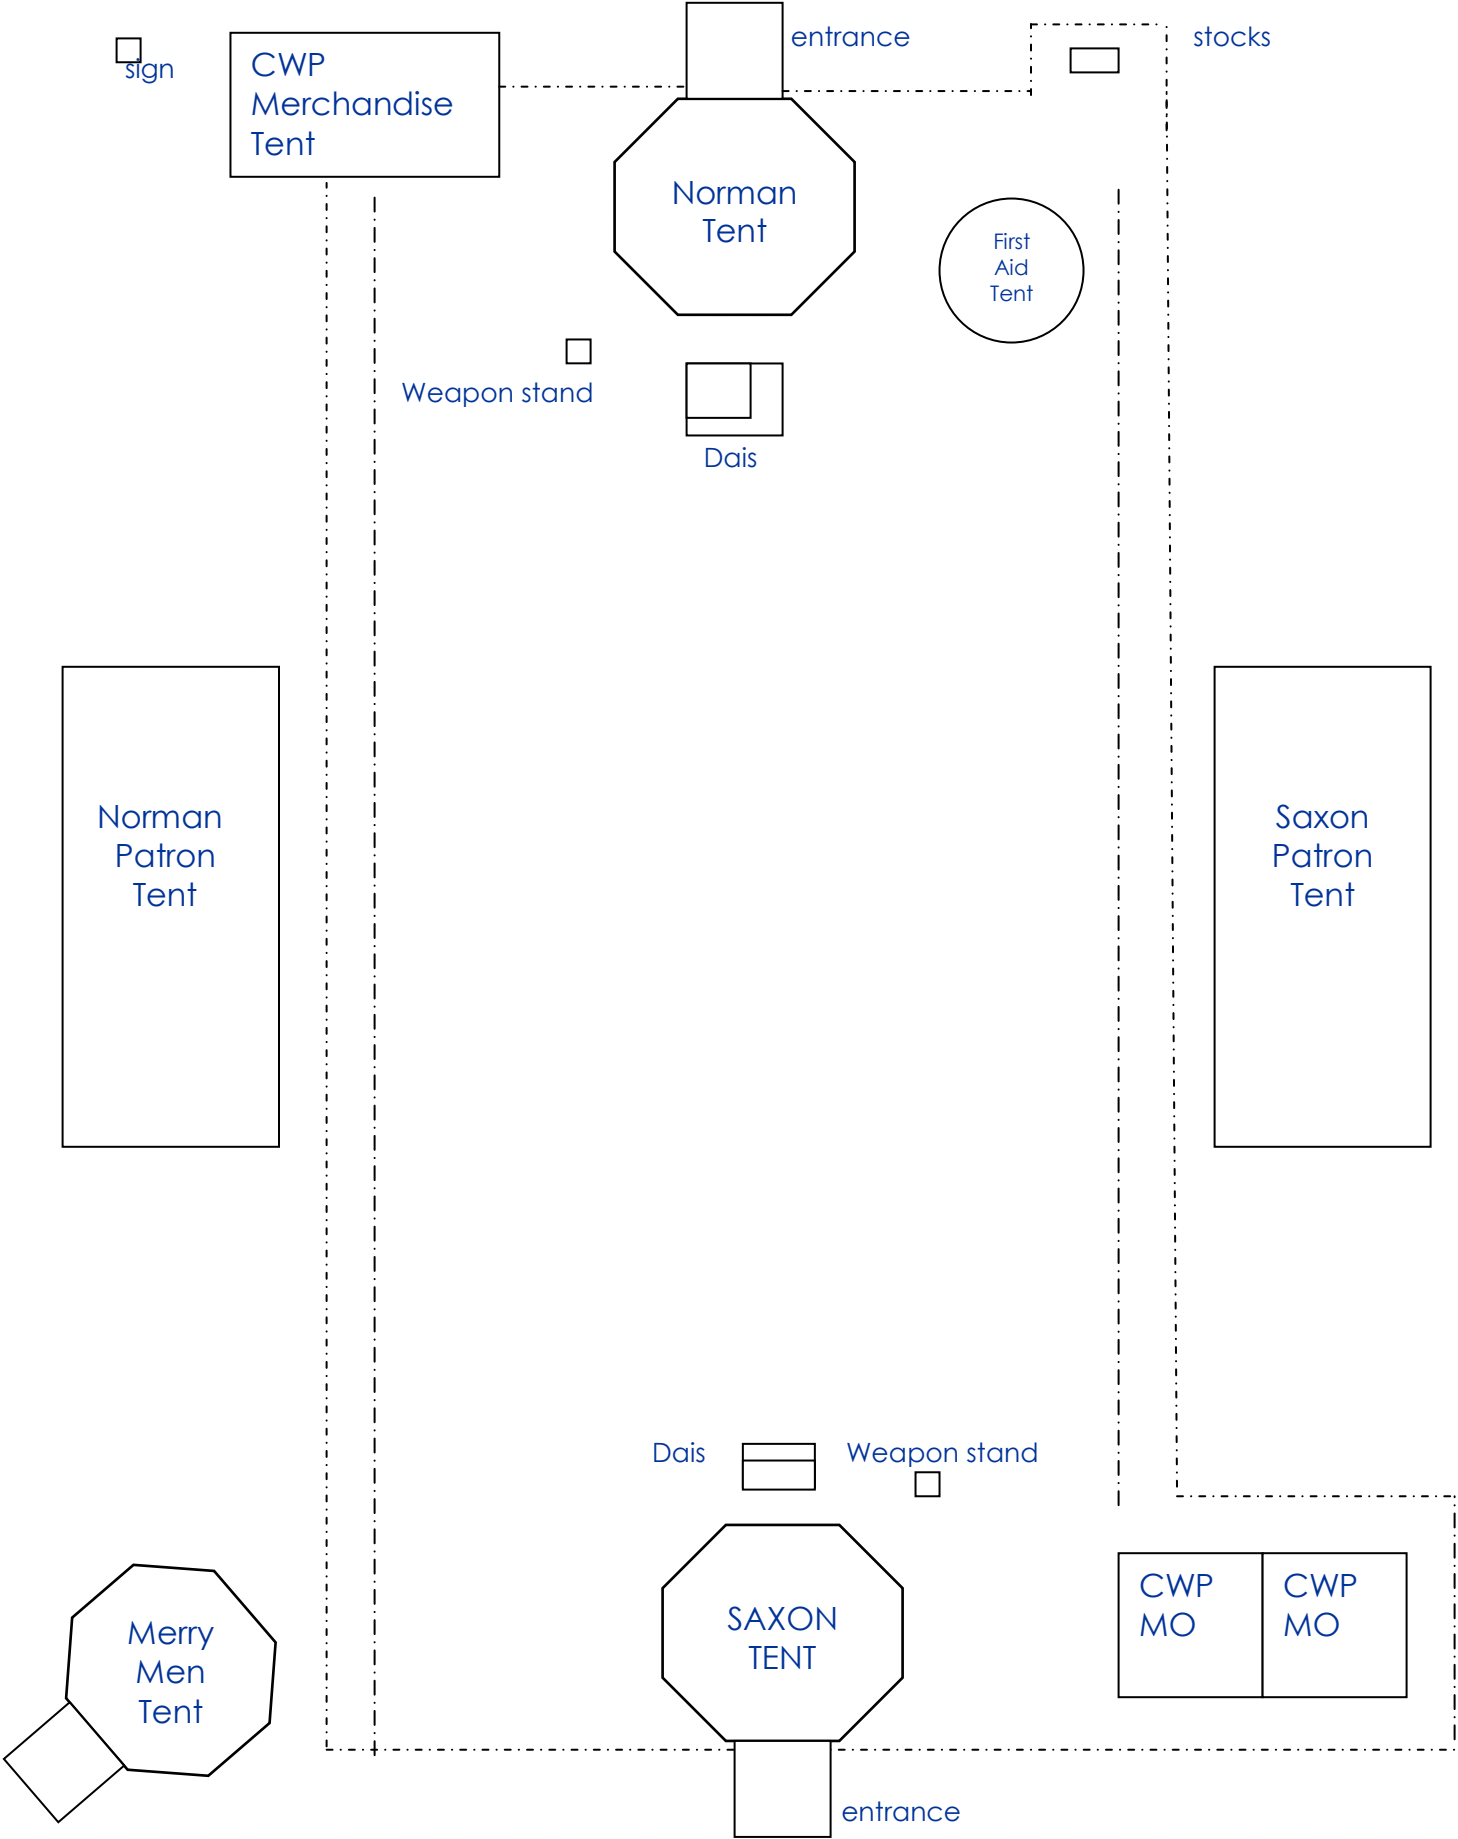 entrance
stocks
sign
CWP
Merchandise
Tent
Norman
Tent
First
Aid
Tent
Weapon stand
Dais
Norman
Patron
Tent
Saxon
Patron
Tent
Dais
Weapon stand
Merry
Men
Tent
SAXON
TENT
CWP
MO
CWP
MO
entrance